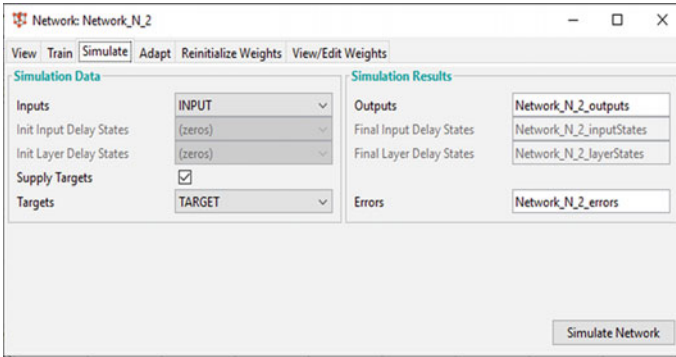 Network: Network_N_2
View Train Simulate Adapt Reinitialize Weights View/Edit Weights
Simulation Data
Inputs INPUT
Init Input Delay States (zeros)
Init Layer Delay States (zeros)
Supply Targets
Targets TARGET
Simulation Results
Outputs Network_N_2_outputs
Final Input Delay States Network_N_2_inputStates
Final Layer Delay States Network_N_2_layerStates
Errors Network_N_2_errors
Simulate Network